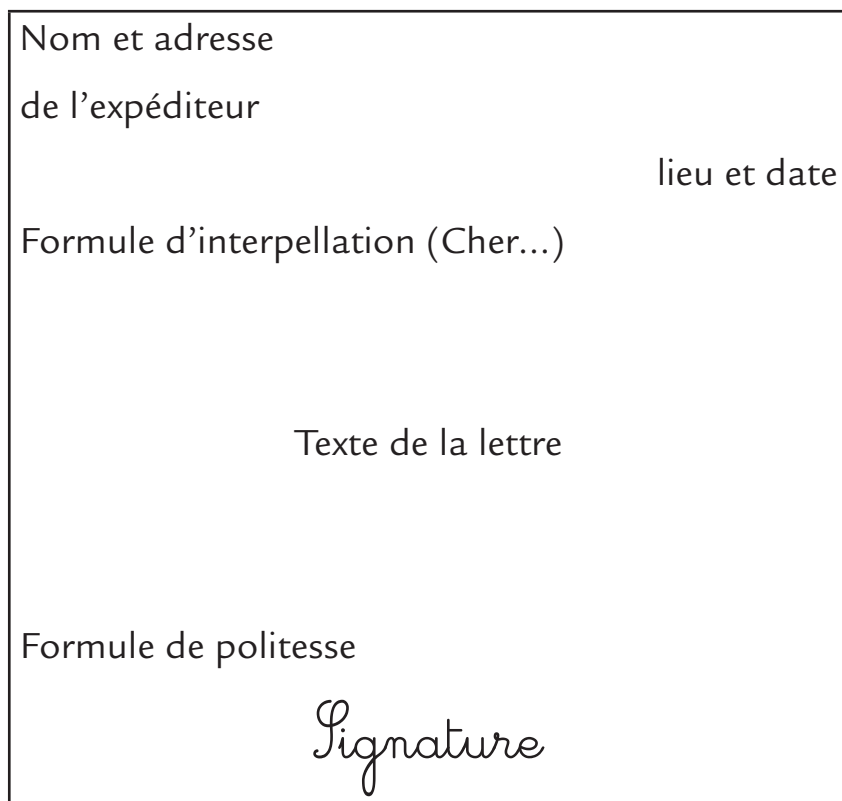 Nom et adresse
de l’expéditeur
lieu et date
Formule d’interpellation (Cher...)
Texte de la lettre
Formule de politesse
Signature